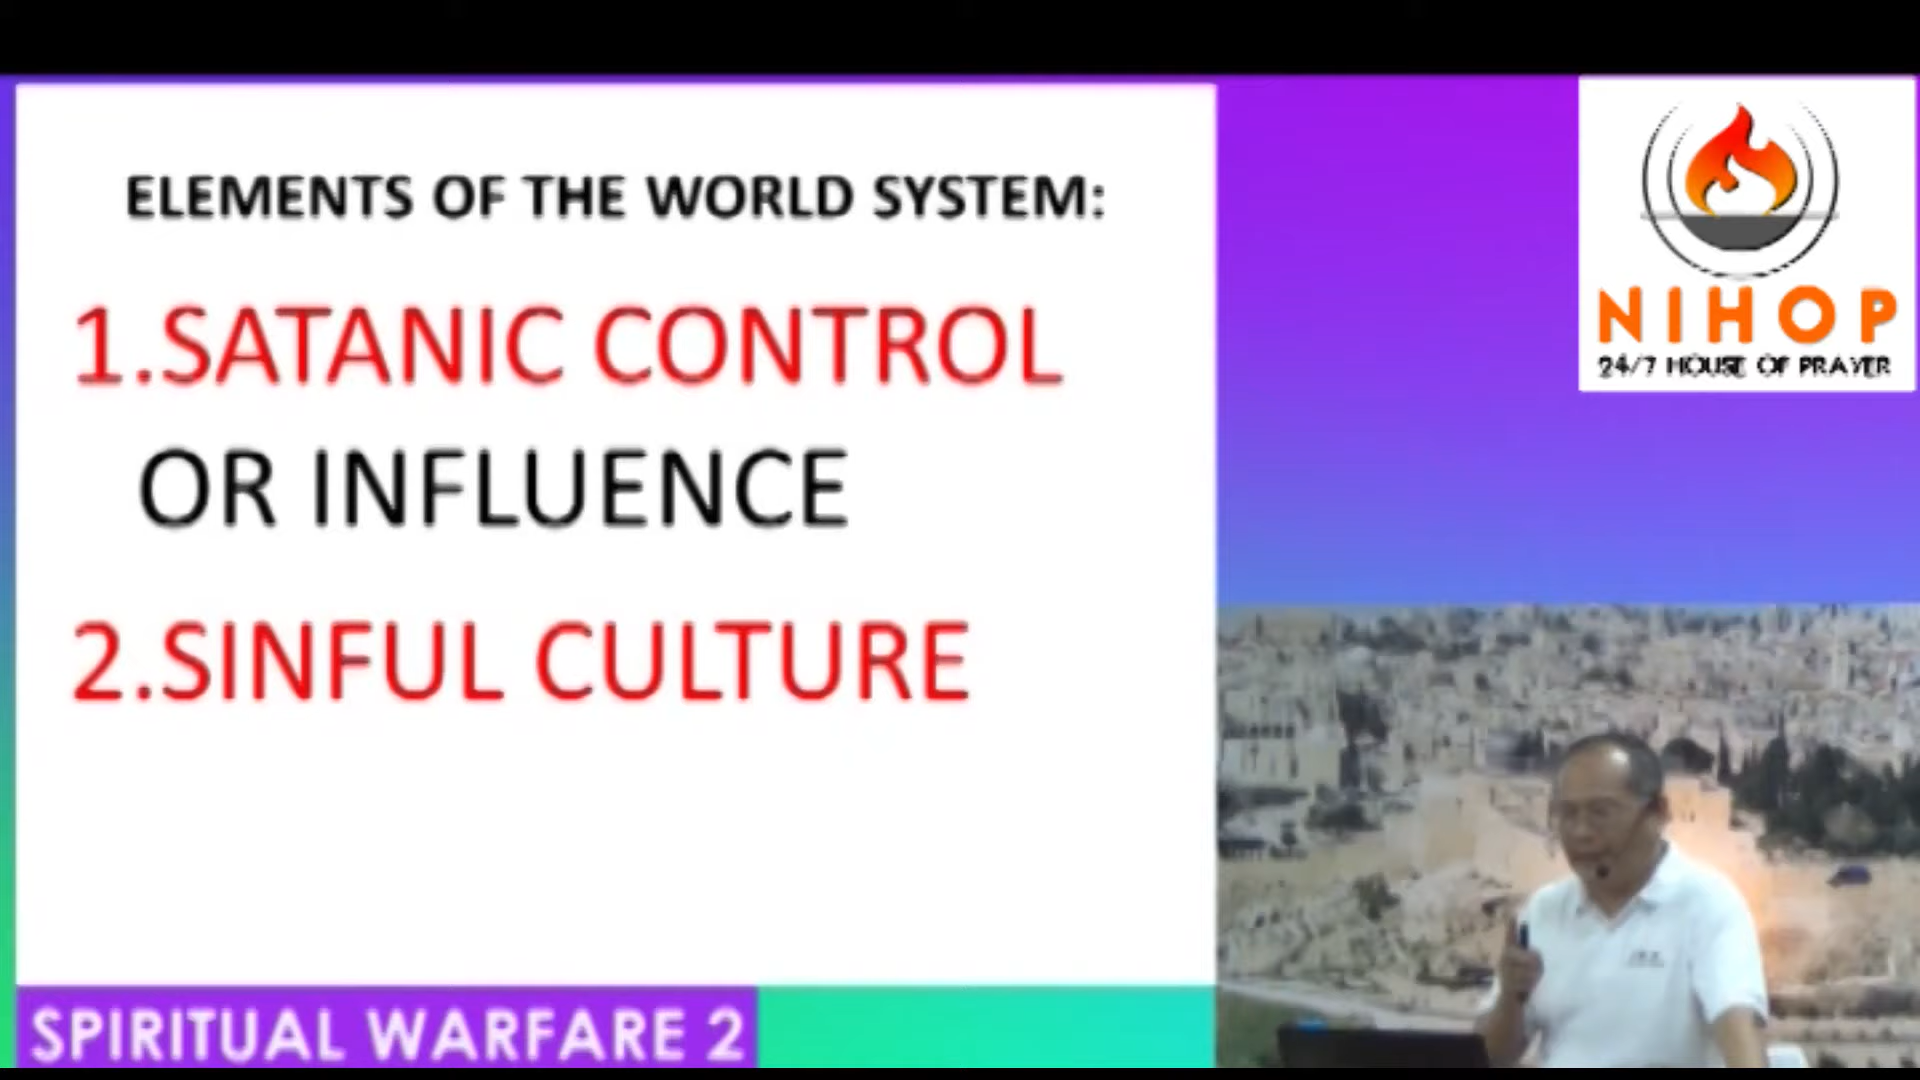 ELEMENTS OF THE WORLD SYSTEM:
1.SATANIC CONTROL
OR INFLUENCE
2.SINFUL CULTURE
SPIRITUAL WARFARE 2
NIHOP
24/7 HOUSE OF PRAYER